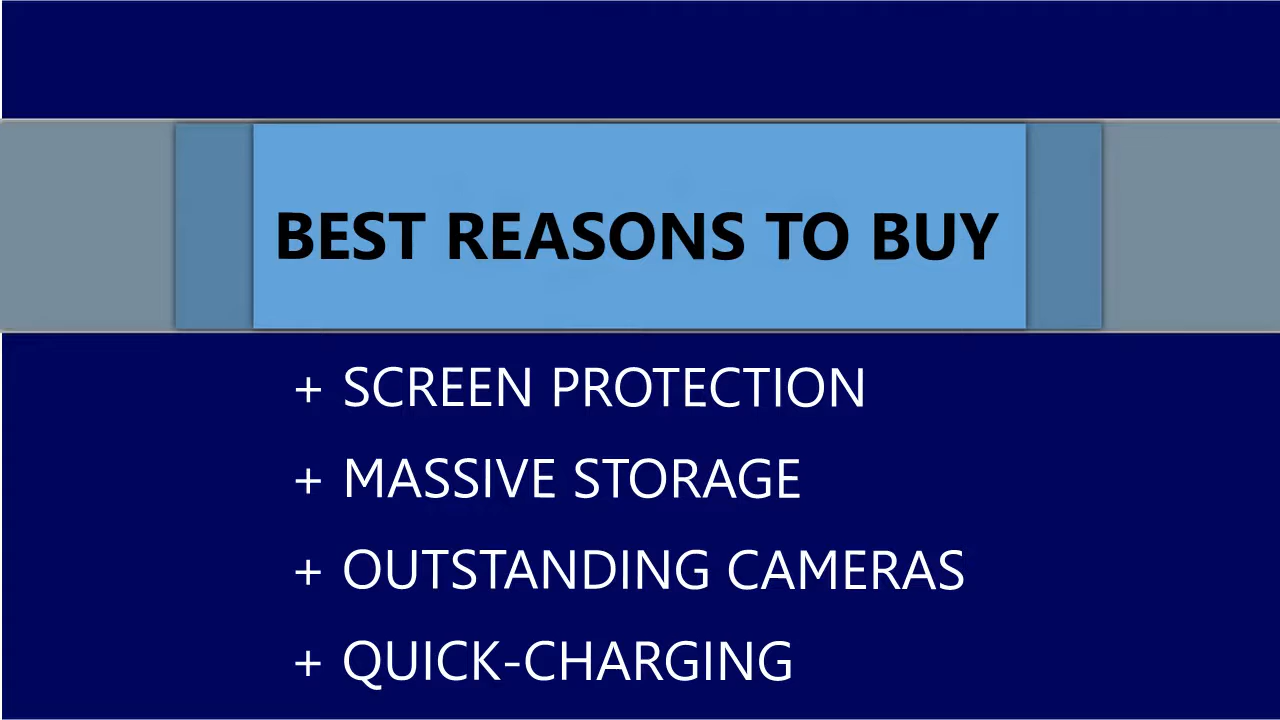 BEST REASONS TO BUY
+ SCREEN PROTECTION
+ MASSIVE STORAGE
+ OUTSTANDING CAMERAS
+ QUICK-CHARGING